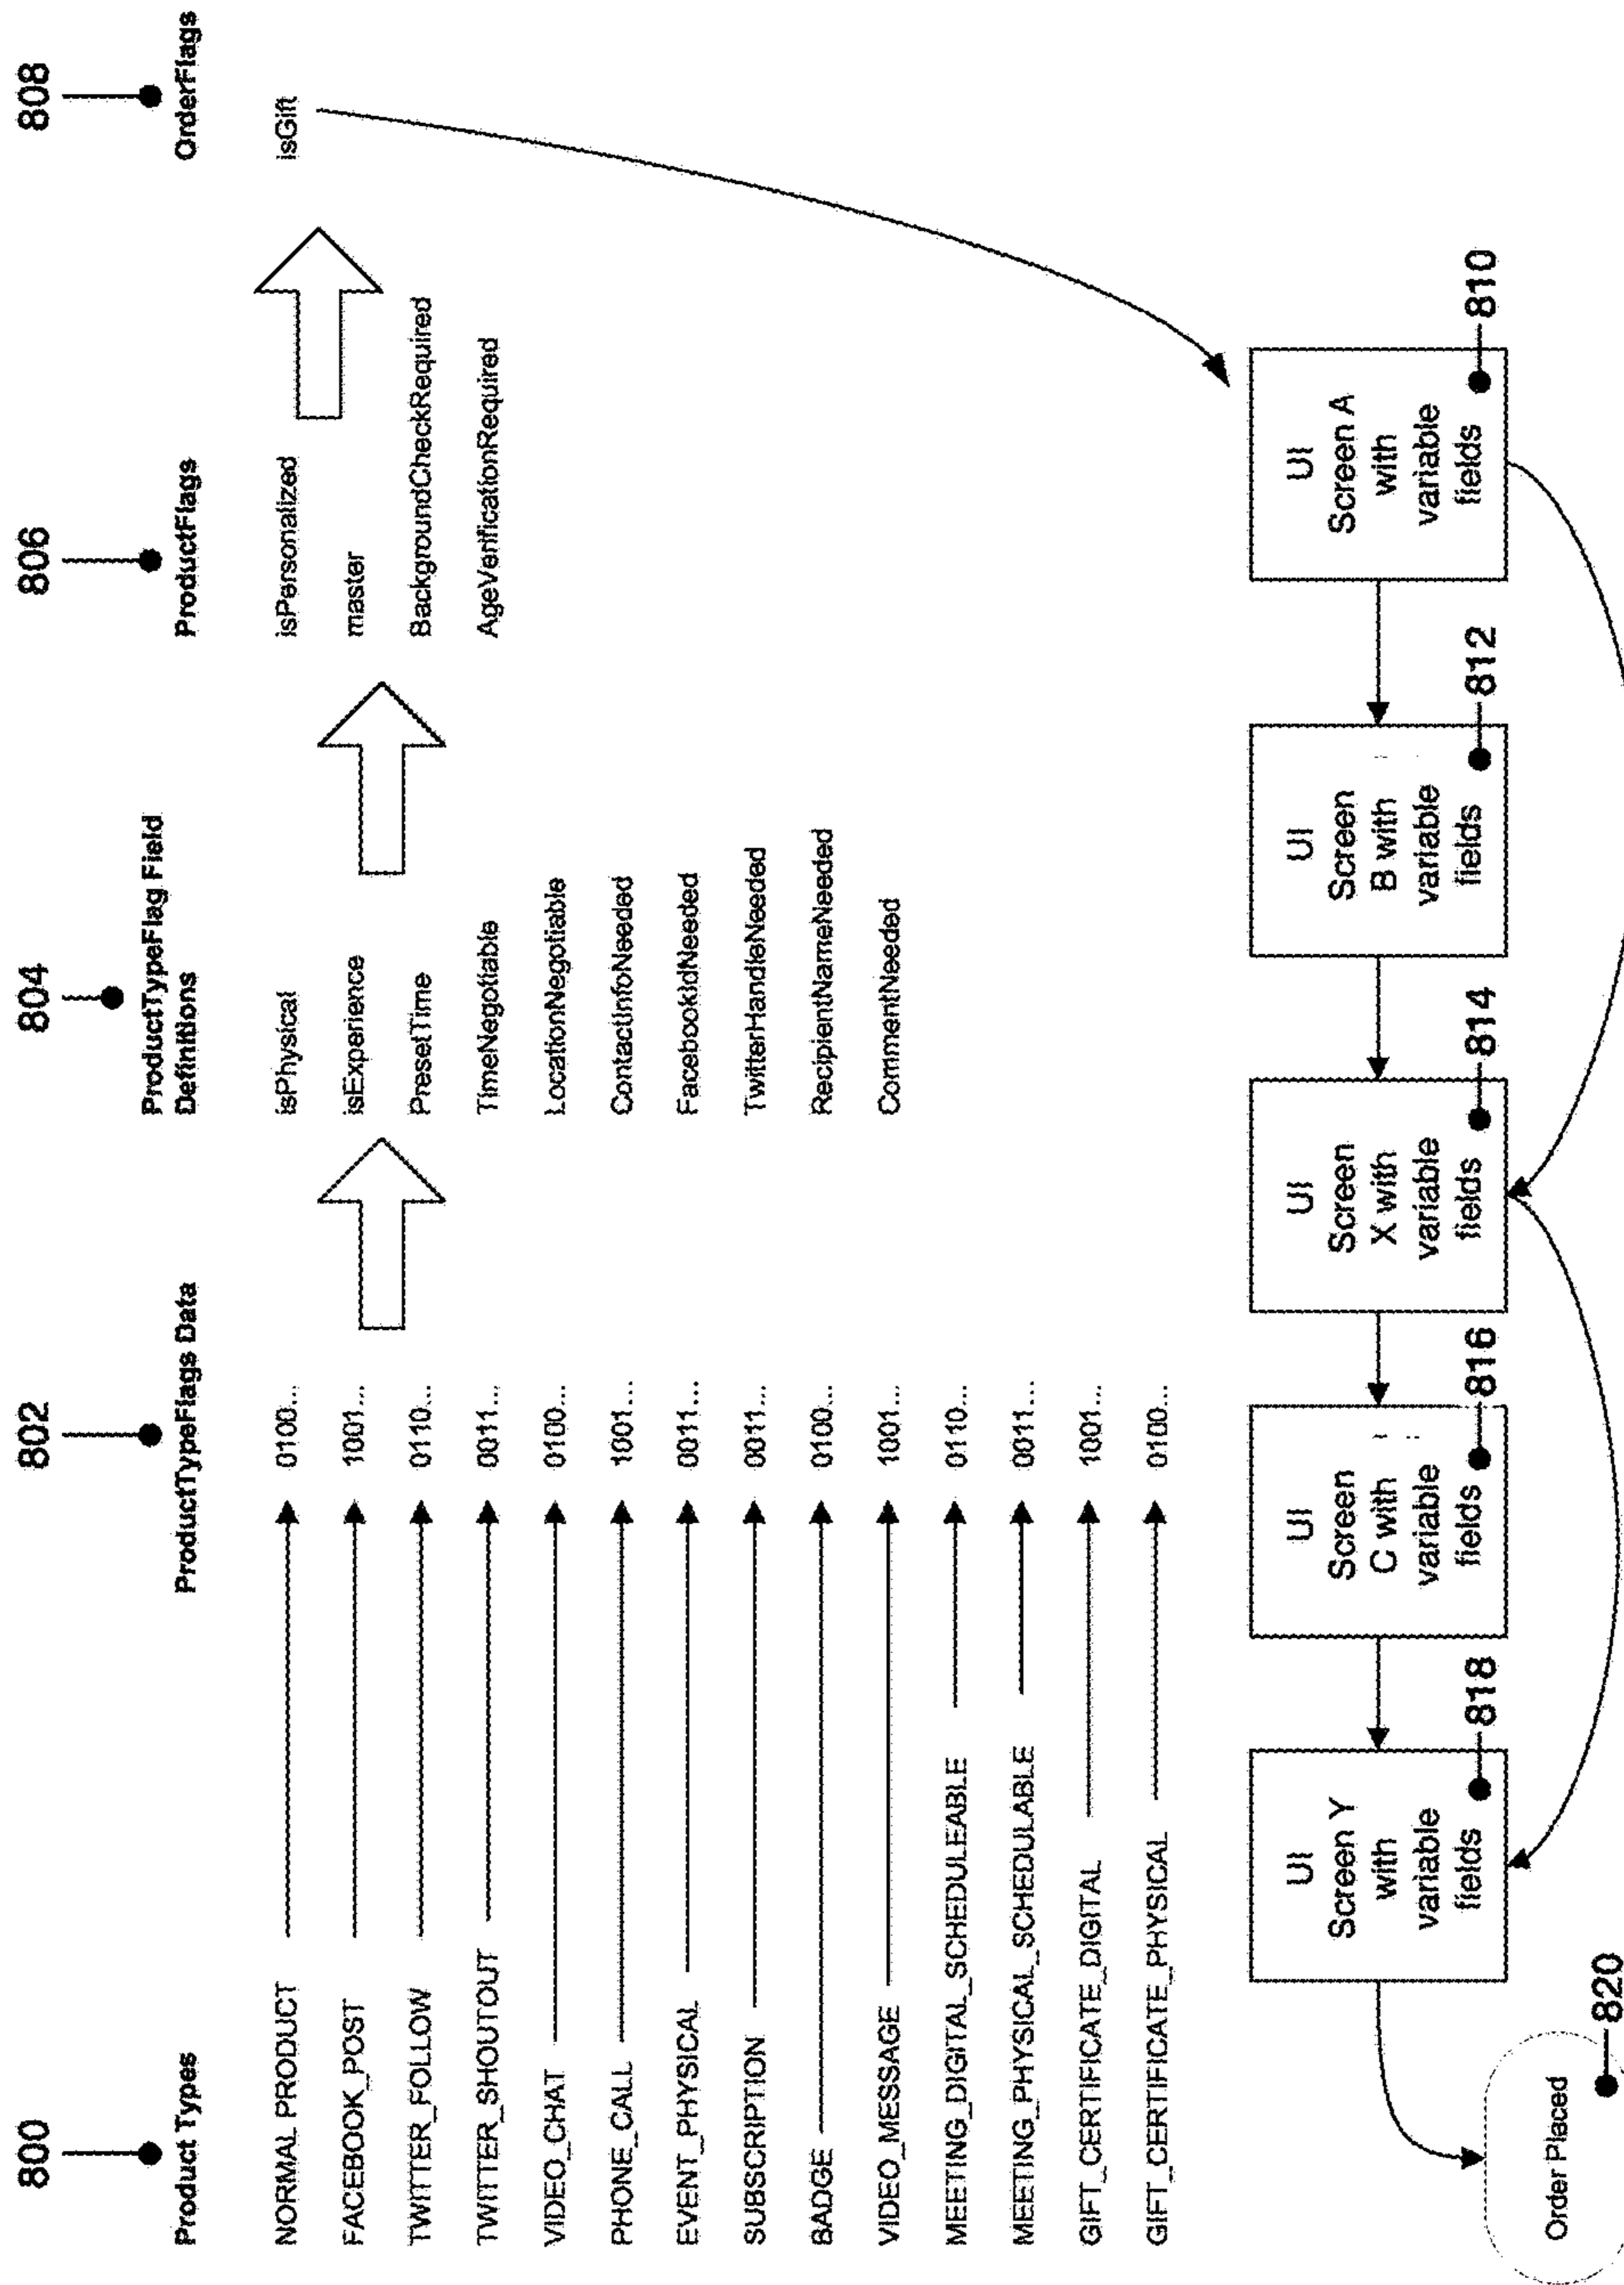 800
802
804
806
808
Product Types
ProductTypeFlags Data
ProductTypeFlag Field
Definitions
ProductFlags
OrderFlags
NORMAL PRODUCT
0100...
isPhysical
isPersonalized
isGift
FACEBOOK_POST
1001...
isExperience
master
TWITTER_FOLLOW
0110...
PresetTime
BackgroundCheckRequired
TWITTER_SHOUTOUT
0011...
TimeNegotiable
AgeVerificationRequired
VIDEO_CHAT
0100...
LocationNegotiable
PHONE_CALL
1001...
ContactInfoNeeded
EVENT_PHYSICAL
0011...
FacebookIdNeeded
SUBSCRIPTION
0011...
TwitterHandleNeeded
BADGE
0100...
RecipientNameNeeded
VIDEO_MESSAGE
1001...
CommentNeeded
MEETING_DIGITAL_SCHEDULEABLE
0110...
MEETING_PHYSICAL_SCHEDULABLE
0011...
GIFT_CERTIFICATE_DIGITAL
1001...
GIFT_CERTIFICATE_PHYSICAL
0100...
UI
Screen Y
with
variable
fields
818
UI
Screen
C with
variable
fields
816
UI
Screen
X with
variable
fields
814
UI
Screen
B with
variable
fields
812
UI
Screen A
with
variable
fields
810
Order Placed
820